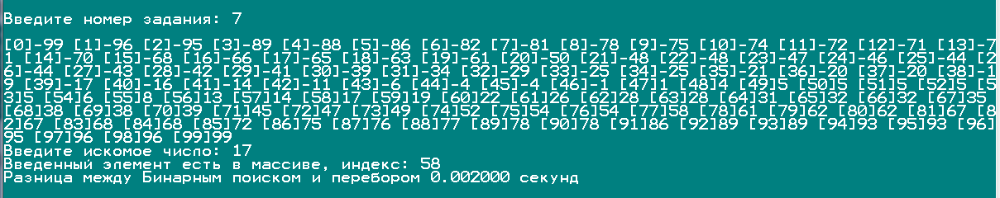 Введите номер задания: 7
[0]-99 [1]-96 [2]-95 [3]-89 [4]-88 [5]-86 [6]-82 [7]-81 [8]-78 [9]-75 [10]-74 [11]-72 [12]-71 [13]-7
1 [14]-70 [15]-68 [16]-66 [17]-65 [18]-63 [19]-61 [20]-50 [21]-48 [22]-48 [23]-47 [24]-46 [25]-44 [2
6]-44 [27]-43 [28]-42 [29]-41 [30]-39 [31]-34 [32]-29 [33]-25 [34]-25 [35]-21 [36]-20 [37]-20 [38]-1
9 [39]-17 [40]-16 [41]-14 [42]-11 [43]-6 [44]-4 [45]-4 [46]-1 [47]1 [48]4 [49]5 [50]5 [51]5 [52]5 [5
3]5 [54]6 [55]8 [56]13 [57]14 [58]17 [59]19 [60]22 [61]26 [62]28 [63]28 [64]31 [65]32 [66]32 [67]35
[68]38 [69]38 [70]39 [71]45 [72]47 [73]49 [74]52 [75]54 [76]54 [77]58 [78]61 [79]62 [80]62 [81]67 [8
2]67 [83]68 [84]68 [85]72 [86]75 [87]76 [88]77 [89]78 [90]78 [91]86 [92]89 [93]89 [94]93 [95]93 [96]
95 [97]96 [98]96 [99]99
Введите искомое число: 17
Введенный элемент есть в массиве, индекс: 58
Разница между Бинарным поиском и перебором 0.002000 секунд